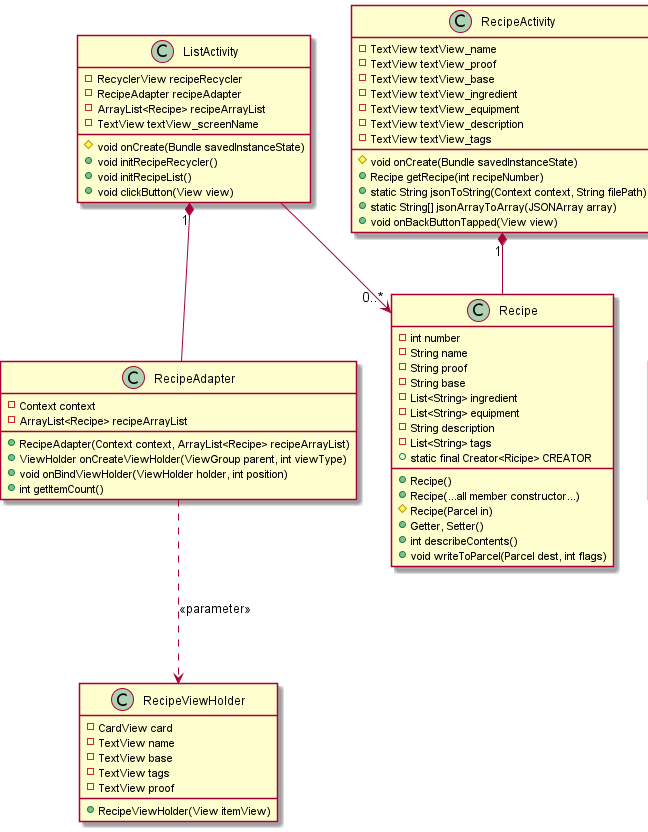 C ListActivity
RecyclerView recipeRecycler
RecipeAdapter recipeAdapter
ArrayList<Recipe> recipeArrayList
TextView textView_screenName
void onCreate(Bundle savedInstanceState)
void initRecipeRecycler()
void initRecipeList()
void clickButton(View view)
C RecipeActivity
TextView textView_name
TextView textView_proof
TextView textView_base
TextView textView_ingredient
TextView textView_equipment
TextView textView_description
TextView textView_tags
void onCreate(Bundle savedInstanceState)
Recipe getRecipe(int recipeNumber)
static String jsonToString(Context context, String filePath)
static String[] jsonArrayToArray(JSONArray array)
void onBackButtonTapped(View view)
1
1
0..*
C Recipe
int number
String name
String proof
String base
List<String> ingredient
List<String> equipment
String description
List<String> tags
static final Creator<Ricipe> CREATOR
Recipe()
Recipe(...all member constructor...)
Recipe(Parcel in)
Getter, Setter()
int describeContents()
void writeToParcel(Parcel dest, int flags)
C RecipeAdapter
Context context
ArrayList<Recipe> recipeArrayList
RecipeAdapter(Context context, ArrayList<Recipe> recipeArrayList)
ViewHolder onCreateViewHolder(ViewGroup parent, int viewType)
void onBindViewHolder(ViewHolder holder, int position)
int getItemCount()
«parameter»
C RecipeViewHolder
CardView card
TextView name
TextView base
TextView tags
TextView proof
RecipeViewHolder(View itemView)